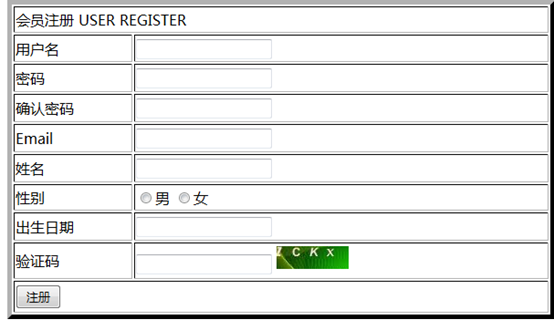 会员注册 USER REGISTER
用户名
密码
确认密码
Email
姓名
性别 男 女
出生日期
验证码 Z C K X
注册